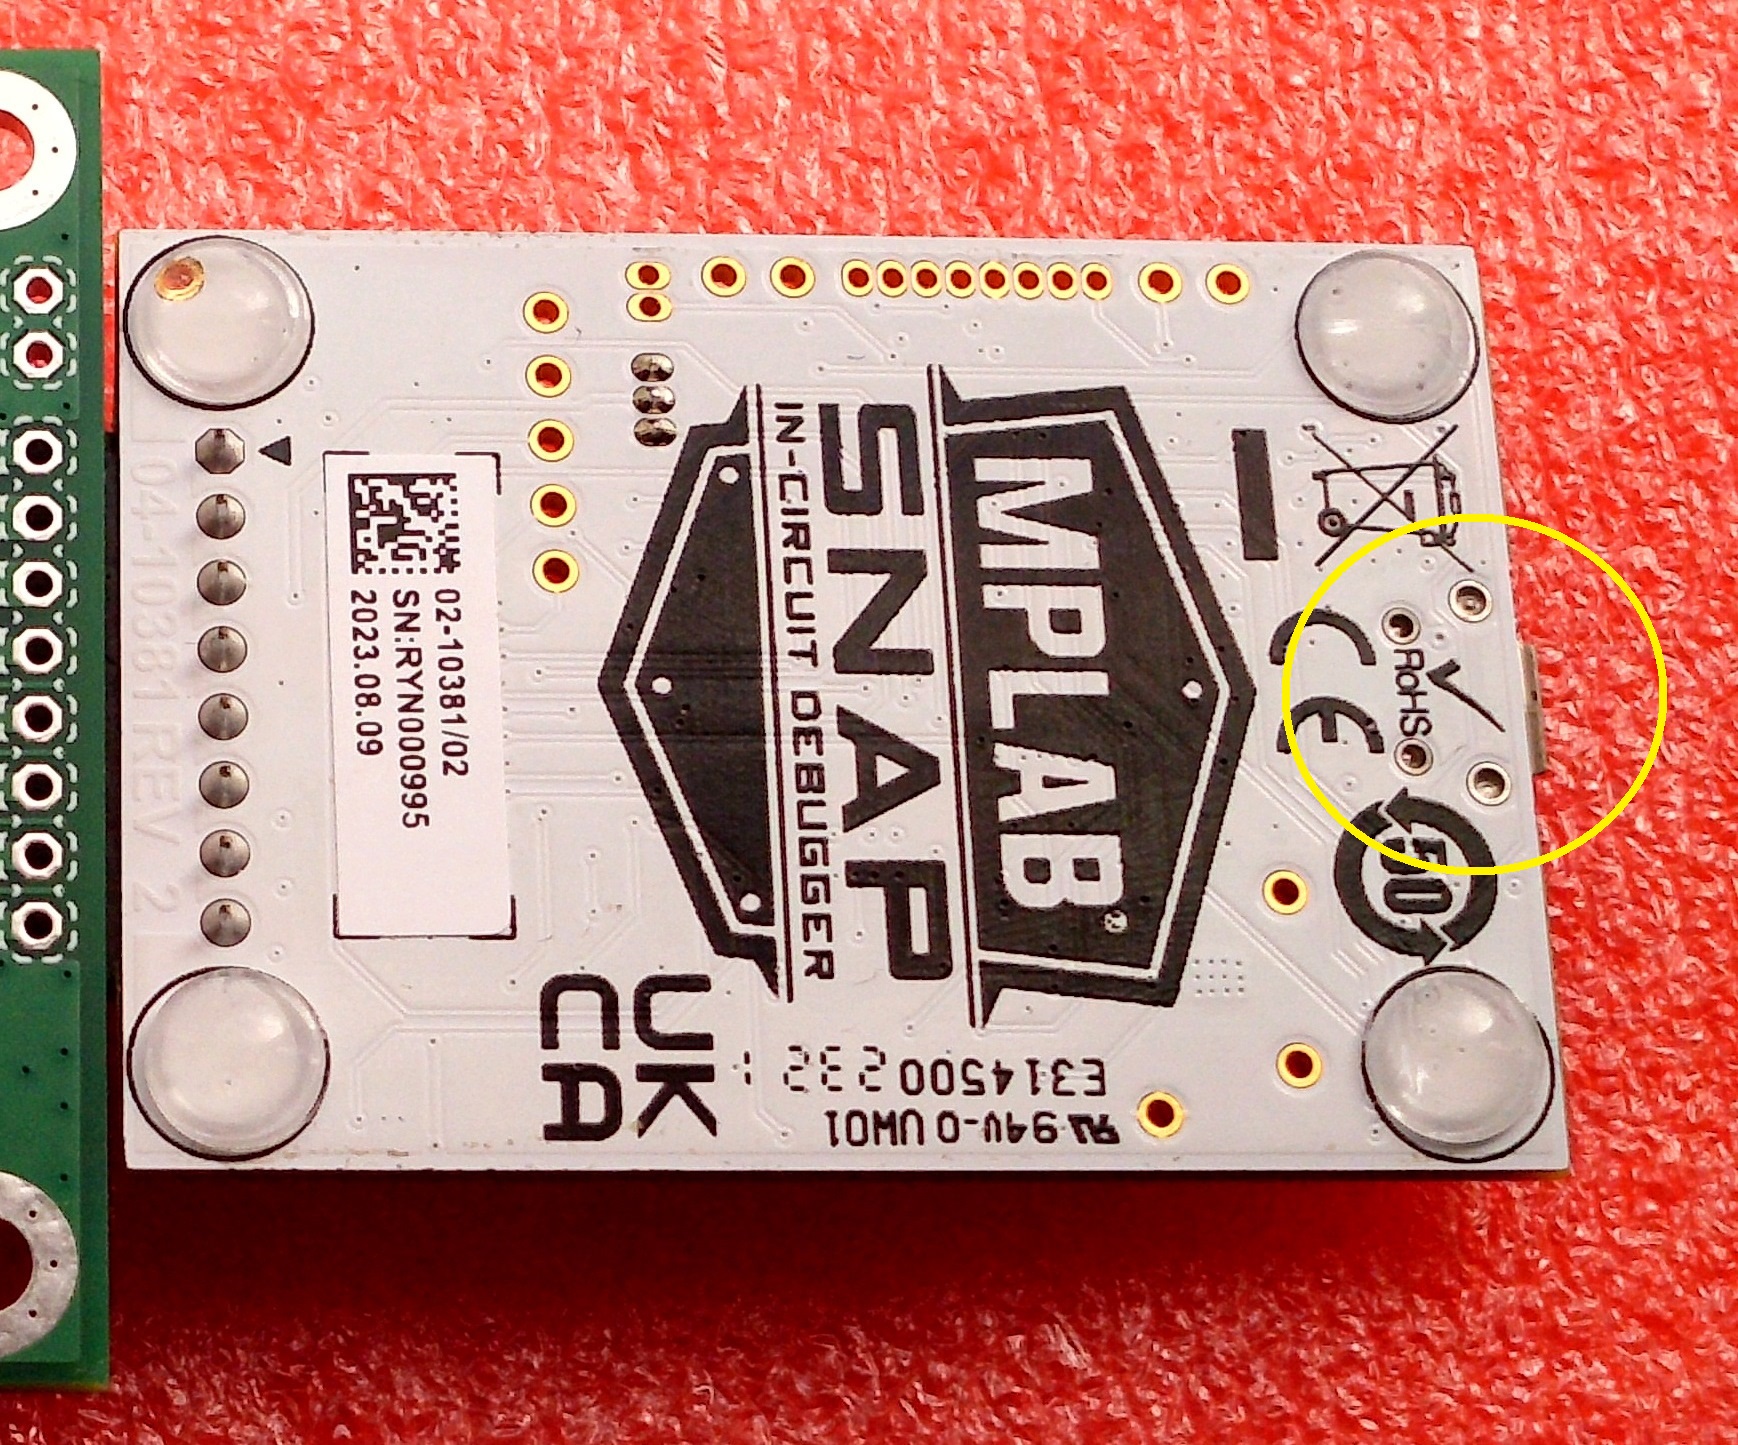 MPLAB®
SNAP
IN-CIRCUIT DEBUGGER
02-10381/02
SN:RYN000995
2023.08.09
04-10381 REV 2
CE
RoHS
50
UK
CA
94V-0 UW01
E314500